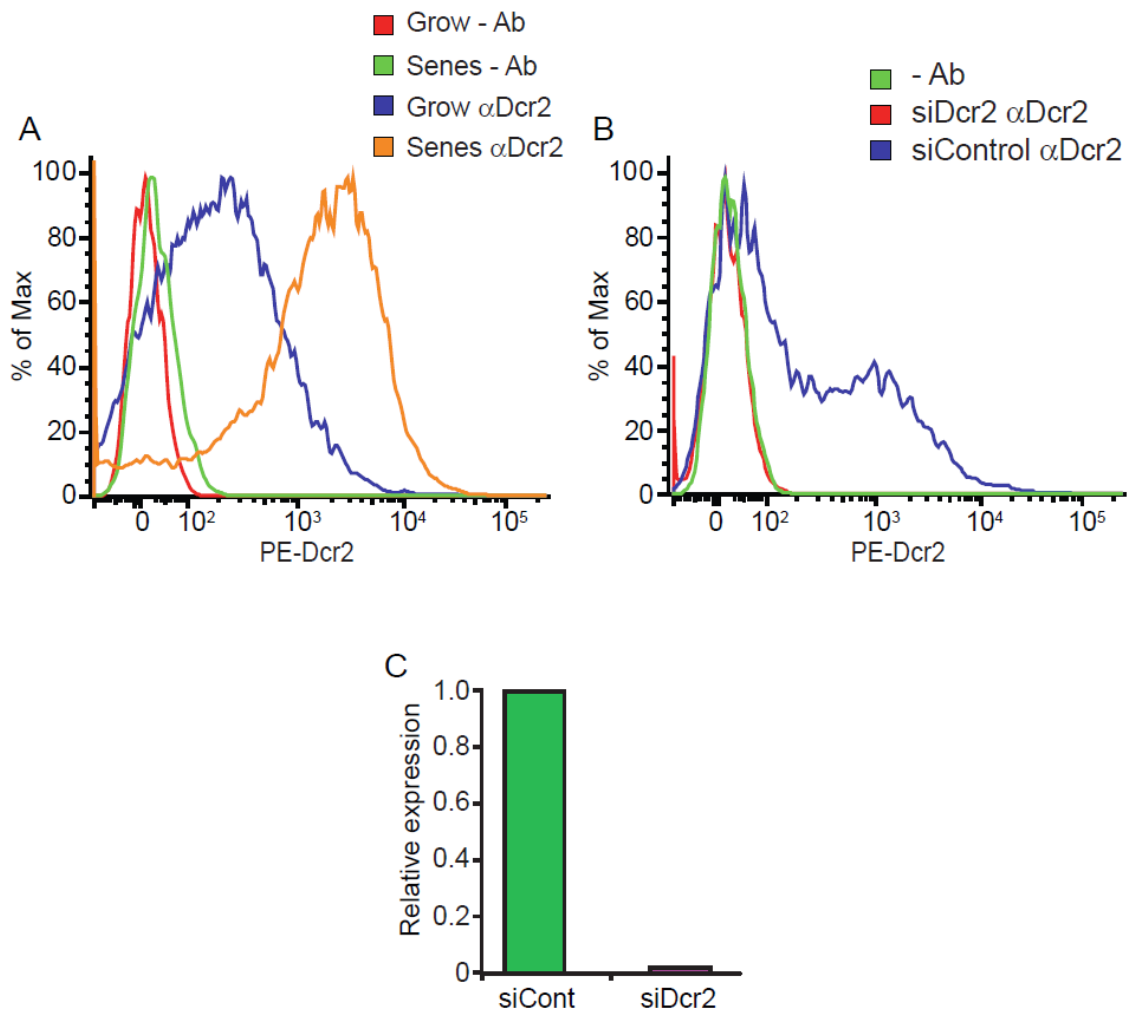 Grow - Ab
Senes - Ab
Grow αDcr2
Senes αDcr2
A
100
80
60
40
20
0
% of Max
0 10² 10³ 10⁴ 10⁵
PE-Dcr2
- Ab
siDcr2 αDcr2
siControl αDcr2
B
100
80
60
40
20
0
% of Max
0 10² 10³ 10⁴ 10⁵
PE-Dcr2
C
1.0
0.8
0.6
0.4
0.2
0
Relative expression
siCont siDcr2